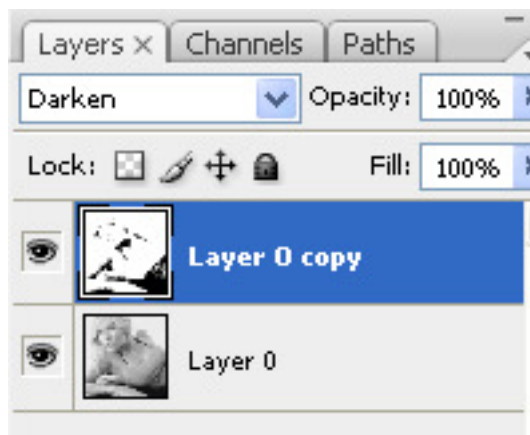 Layers × Channels Paths
Darken Opacity: 100%
Lock: Fill: 100%
Layer 0 copy
Layer 0